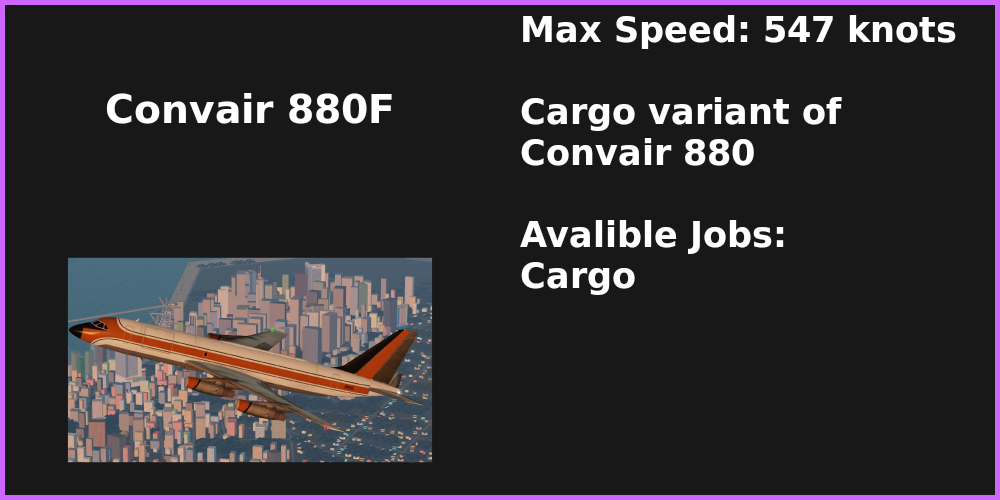 Convair 880F
Max Speed: 547 knots
Cargo variant of
Convair 880
Avalible Jobs:
Cargo